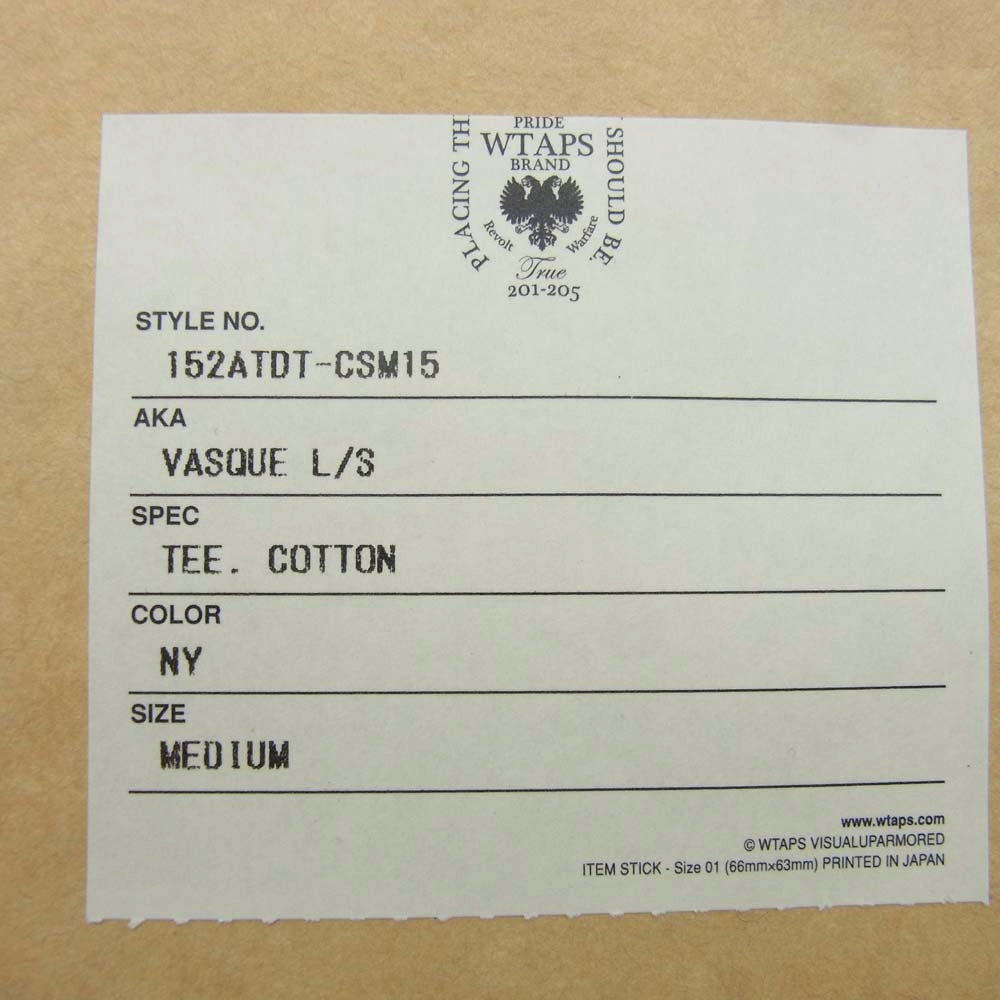 PRIDE
WTAPS
BRAND
PLACING THI
SHOULD BE.
Revolt
Warfare
True
201-205
STYLE NO.
152ATDT-CSM15
AKA
VASQUE L/S
SPEC
TEE. COTTON
COLOR
NY
SIZE
MEDIUM
www.wtaps.com
© WTAPS VISUALUPARMORED
ITEM STICK - Size 01 (66mm×63mm) PRINTED IN JAPAN